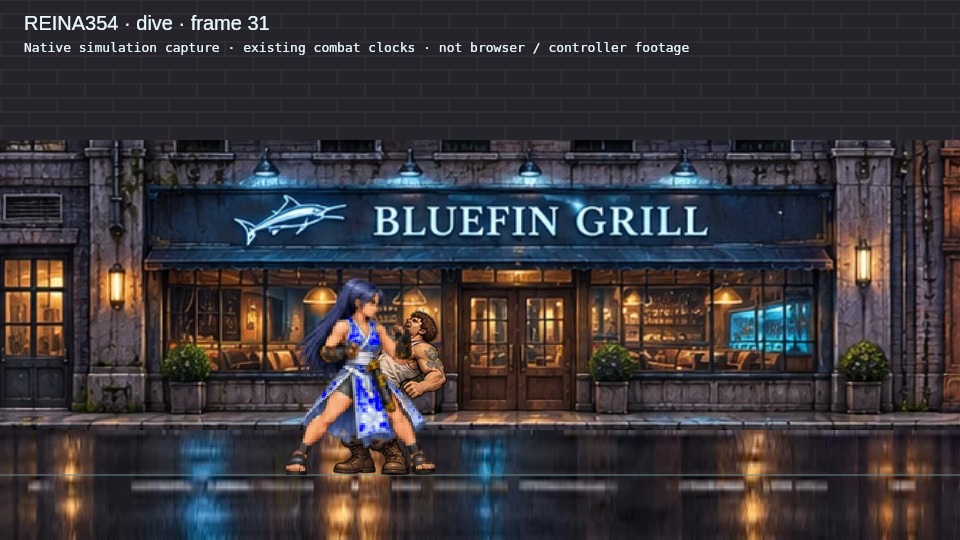 REINA354 · dive · frame 31
Native simulation capture · existing combat clocks · not browser / controller footage
BLUEFIN GRILL